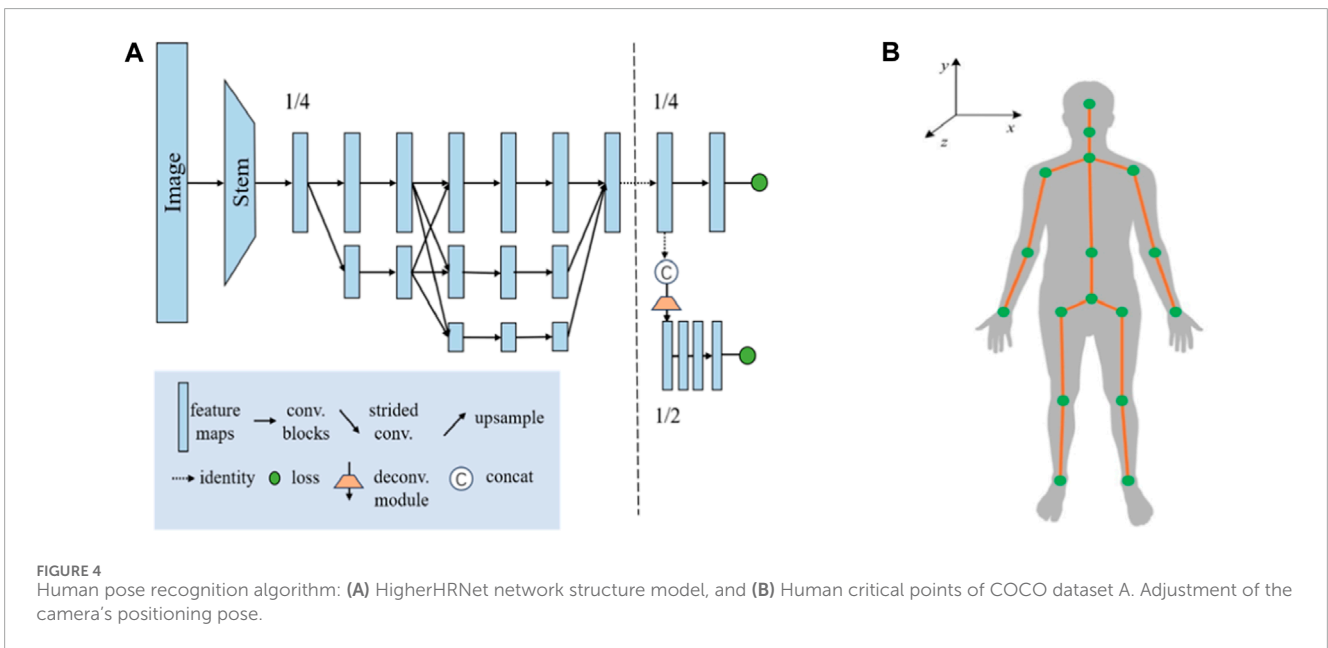 A
B
Image
Stem
1/4
1/4
C
1/2
y
x
z
feature
maps
conv.
blocks
strided
conv.
upsample
identity
loss
deconv.
module
C
concat
FIGURE 4
Human pose recognition algorithm: (A) HigherHRNet network structure model, and (B) Human critical points of COCO dataset A. Adjustment of the
camera's positioning pose.